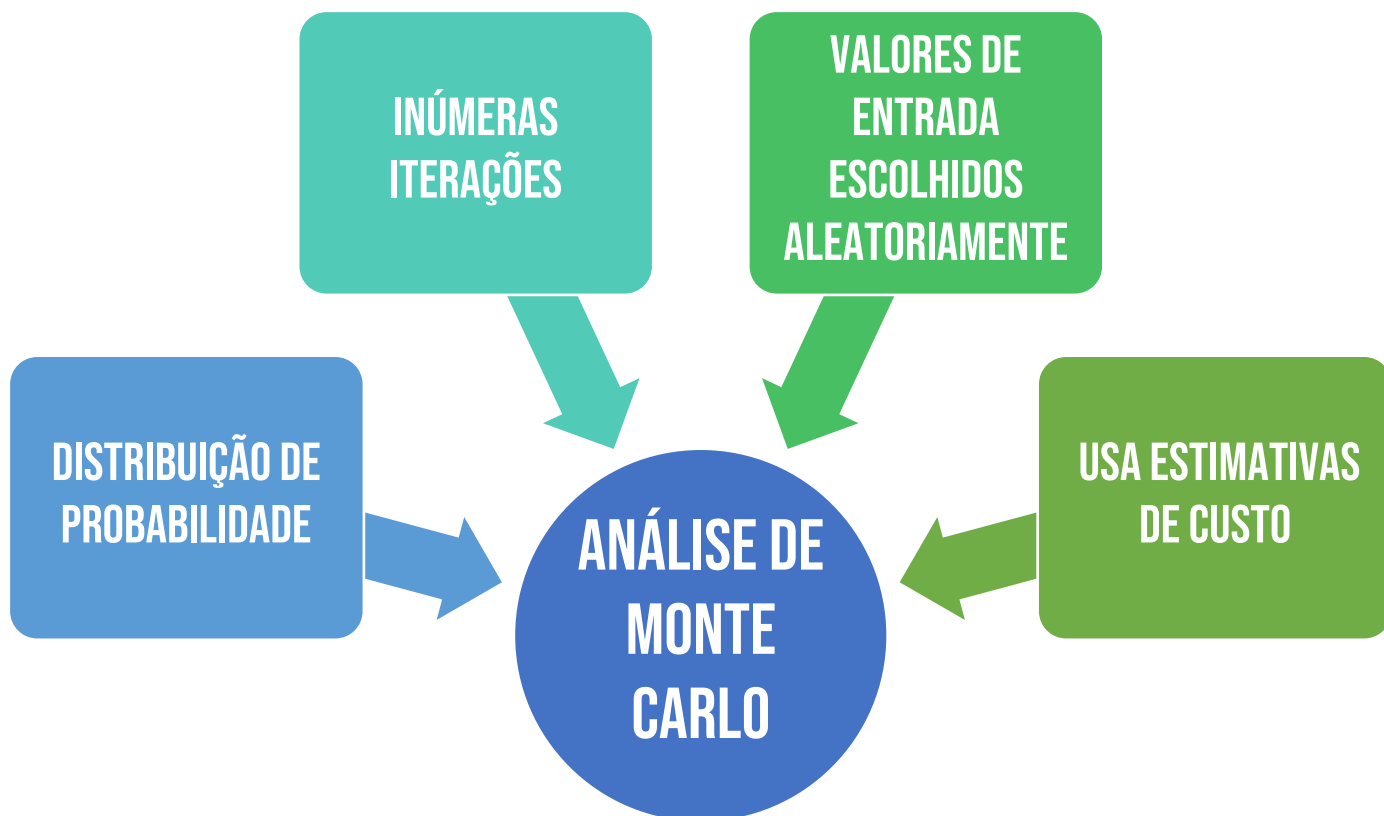 INÚMERAS
ITERAÇÕES
VALORES DE
ENTRADA
ESCOLHIDOS
ALEATORIAMENTE
DISTRIBUIÇÃO DE
PROBABILIDADE
USA ESTIMATIVAS
DE CUSTO
ANÁLISE DE
MONTE
CARLO